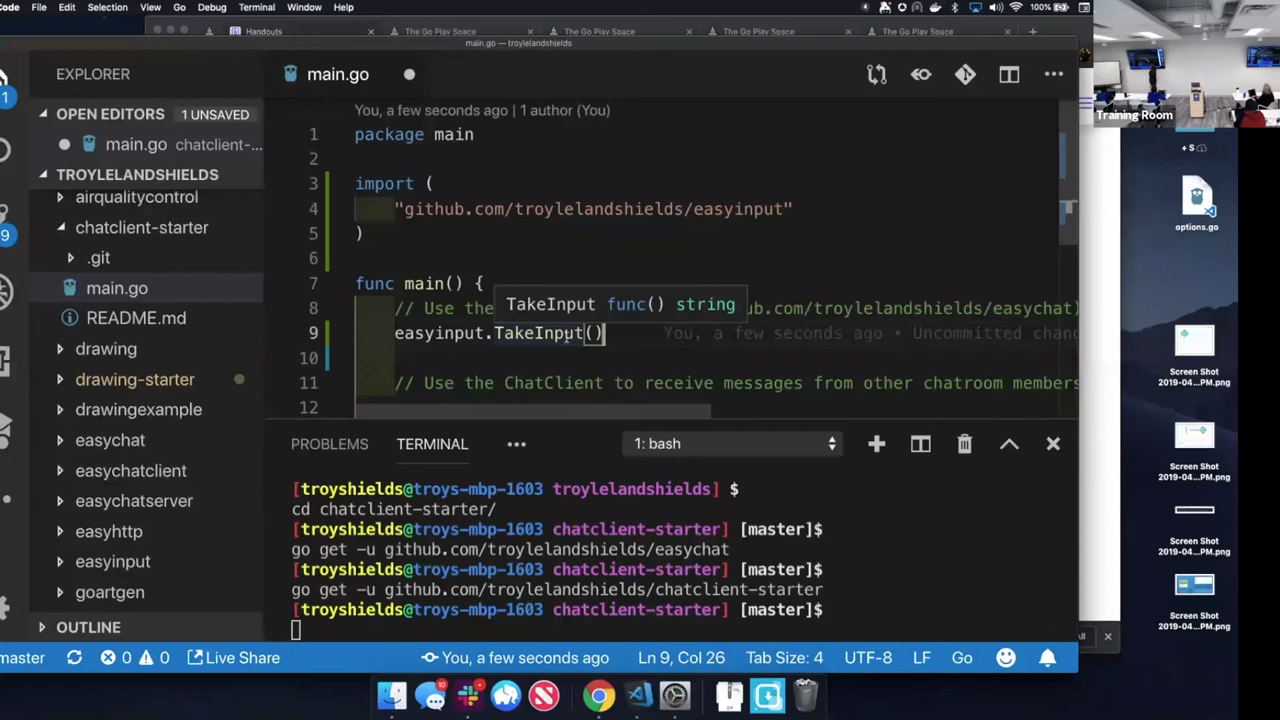 Code File Edit Selection View Go Debug Terminal Window Help 100%
Handouts The Go Play Space The Go Play Space The Go Play Space The Go Play Space
main.go — troylelandshields
EXPLORER
main.go
OPEN EDITORS 1 UNSAVED
main.go chatclient-...
TROYLELANDSHIELDS
airqualitycontrol
chatclient-starter
.git
main.go
README.md
drawing
drawing-starter
drawingexample
easychat
easychatclient
easychatserver
easyhttp
easyinput
goartgen
OUTLINE
1
9
You, a few seconds ago | 1 author (You)
1 package main
2
3 import (
4 "github.com/troylelandshields/easyinput"
5 )
6
7 func main() {
TakeInput func() string
8 // Use the ub.com/troylelandshields/easychat)
9 easyinput.TakeInput() You, a few seconds ago • Uncommitted chan
10
11 // Use the ChatClient to receive messages from other chatroom members
12
PROBLEMS TERMINAL ••• 1: bash
[troyshields@troys-mbp-1603 troylelandshields] $
cd chatclient-starter/
[troyshields@troys-mbp-1603 chatclient-starter] [master]$
go get -u github.com/troylelandshields/easychat
[troyshields@troys-mbp-1603 chatclient-starter] [master]$
go get -u github.com/troylelandshields/chatclient-starter
[troyshields@troys-mbp-1603 chatclient-starter] [master]$
master 0 0 Live Share You, a few seconds ago Ln 9, Col 26 Tab Size: 4 UTF-8 LF Go
10
Training Room
+ S
options.go
Screen Shot
2019-04...PM.png
Screen Shot
2019-04...PM.png
Screen Shot
2019-04...PM.png
Screen Shot
2019-04...PM.png
All